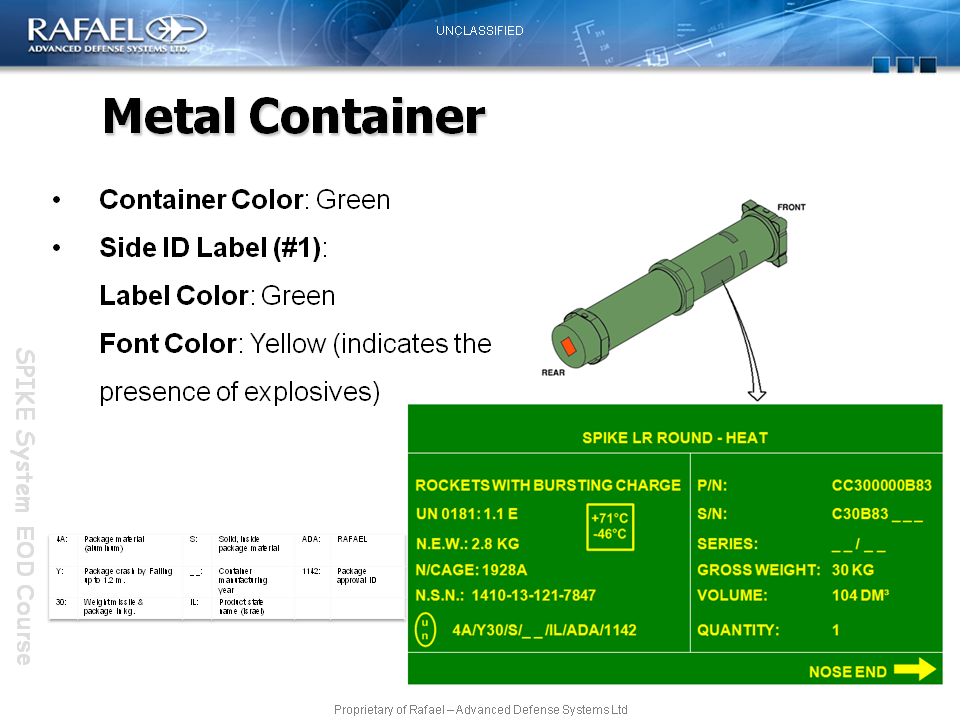 RAFAEL
ADVANCED DEFENSE SYSTEMS LTD.
UNCLASSIFIED
Metal Container
• Container Color: Green
• Side ID Label (#1):
Label Color: Green
Font Color: Yellow (indicates the
presence of explosives)
FRONT
REAR
SPIKE LR ROUND - HEAT
ROCKETS WITH BURSTING CHARGE
UN 0181: 1.1 E
+71°C
-46°C
N.E.W.: 2.8 KG
N/CAGE: 1928A
N.S.N.: 1410-13-121-7847
u
n
4A/Y30/S/_ _ /IL/ADA/1142
P/N: CC300000B83
S/N: C30B83 _ _ _
SERIES: _ _ / _ _
GROSS WEIGHT: 30 KG
VOLUME: 104 DM³
QUANTITY: 1
NOSE END
4A: Package material (aluminum) S: Solid, inside package material ADA: RAFAEL
Y: Package crash by Falling up to 1.2 m. _ _: Container manufacturing year 1142: Package approval ID
30: Weight missile & package in kg. IL: Product state name (Israel)
SPIKE System EOD Course
Proprietary of Rafael – Advanced Defense Systems Ltd